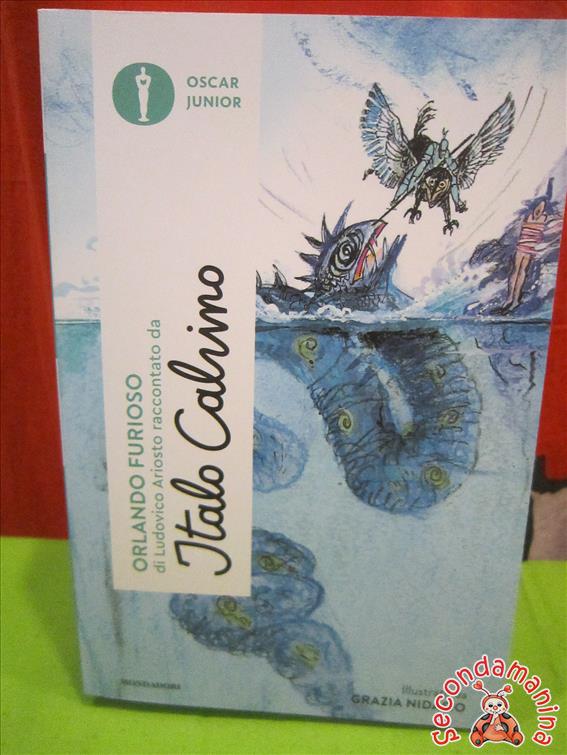 OSCAR
JUNIOR
ORLANDO FURIOSO
di Ludovico Ariosto raccontato da
Italo Calvino
MONDADORI
GRAZIA
secondamanina